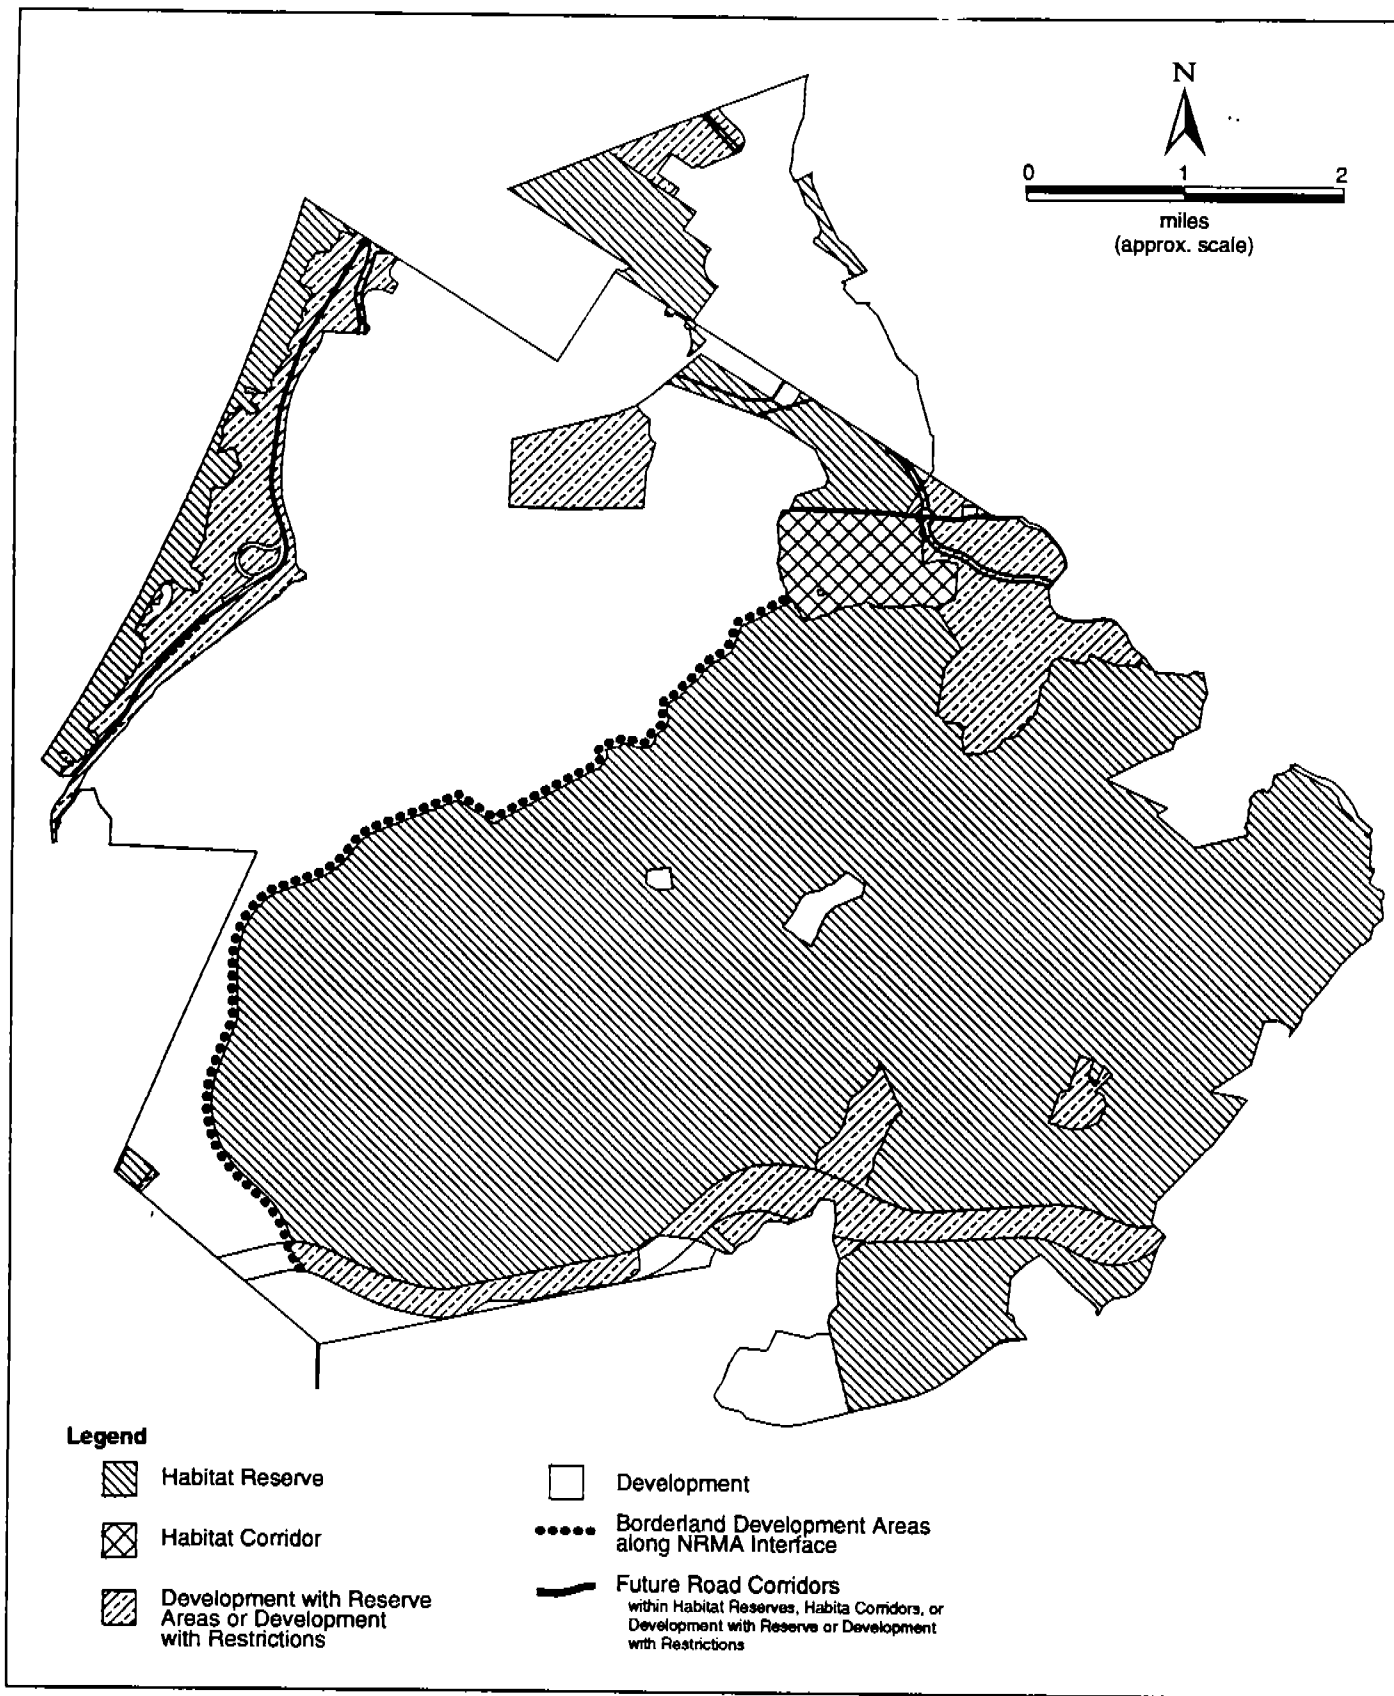 N
0 1 2
miles
(approx. scale)
Legend
Habitat Reserve
Habitat Corridor
Development with Reserve
Areas or Development
with Restrictions
Development
Borderland Development Areas
along NRMA Interface
Future Road Corridors
within Habitat Reserves, Habita Corridors, or
Development with Reserve or Development
with Restrictions